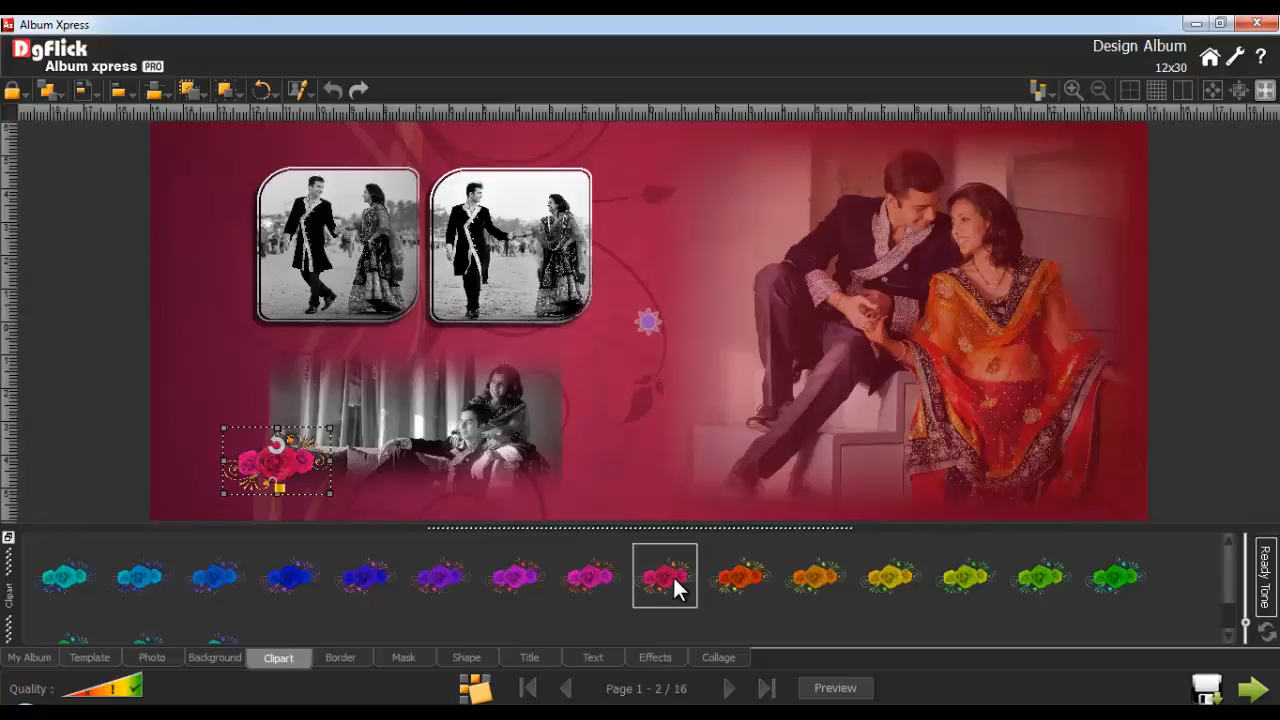 Album Xpress
DgFlick
Album xpress PRO
Design Album
12x30
Clipart
Ready Tone
My Album
Template
Photo
Background
Clipart
Border
Mask
Shape
Title
Text
Effects
Collage
Quality :
Page 1 - 2 / 16
Preview